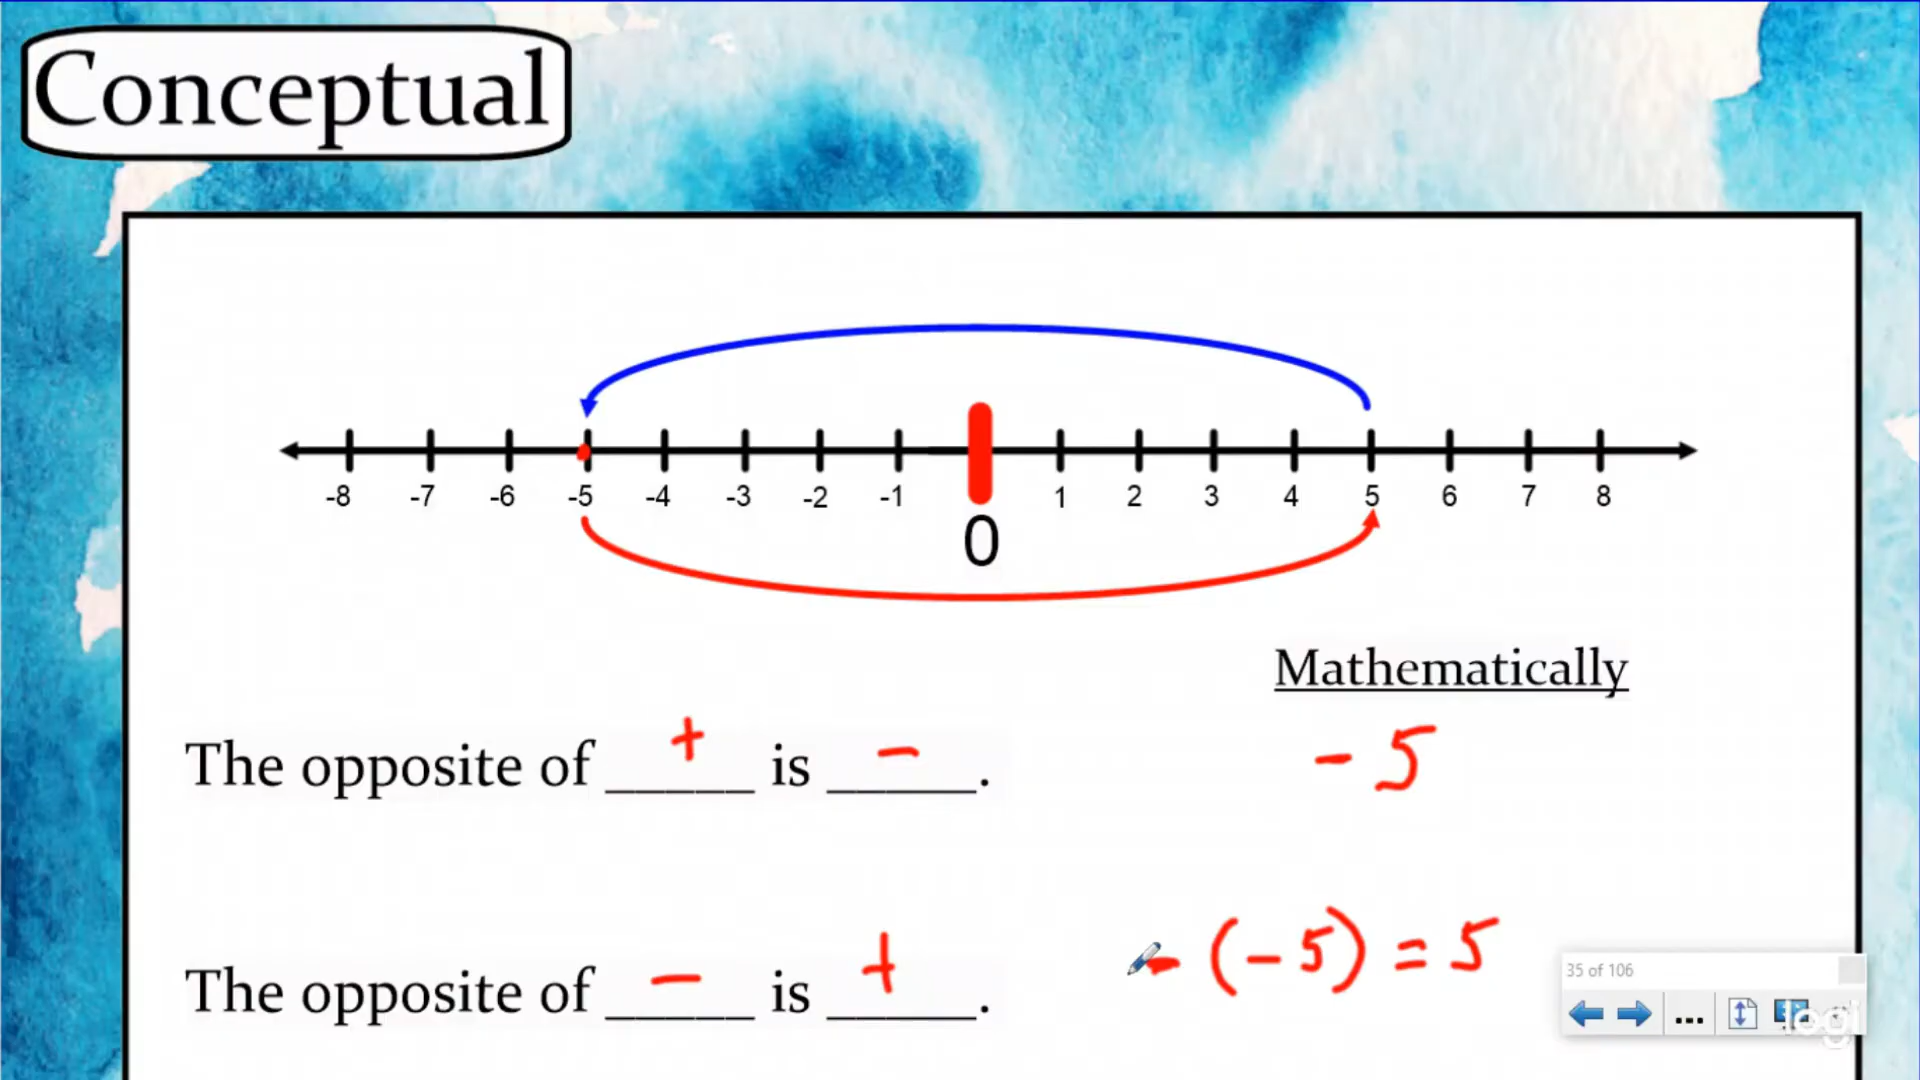 Conceptual
-8 -7 -6 -5 -4 -3 -2 -1 0 1 2 3 4 5 6 7 8
Mathematically
The opposite of + is -.
- 5
The opposite of - is +.
- (-5) = 5
35 of 106
...
logi